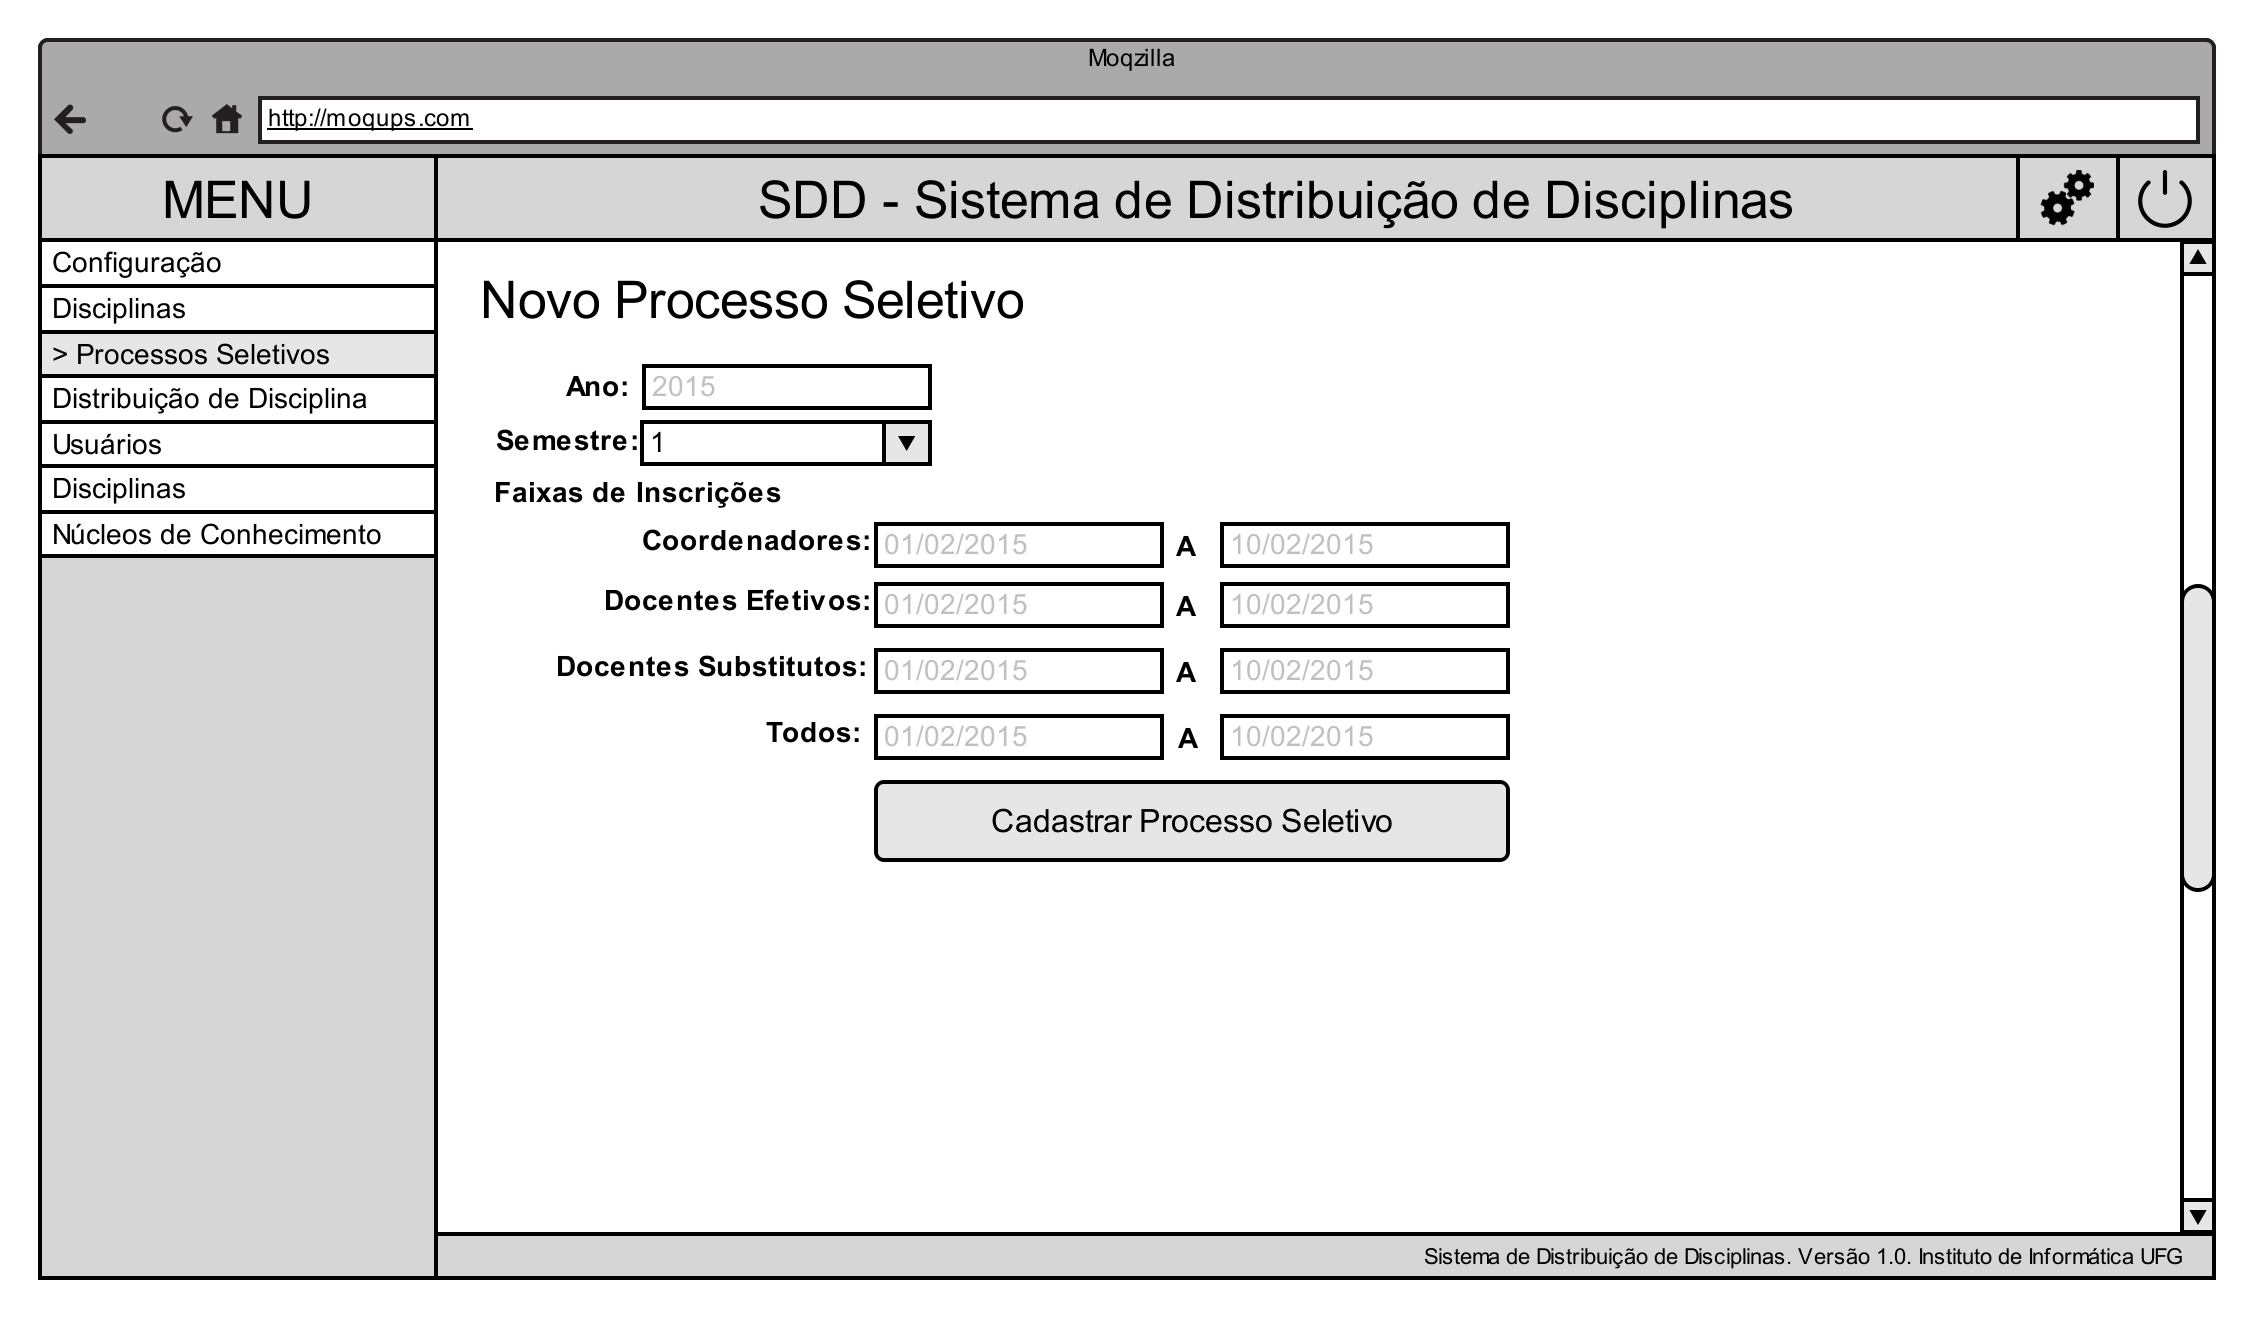 Moqzilla
http://moqups.com
MENU
SDD - Sistema de Distribuição de Disciplinas
Configuração
Disciplinas
> Processos Seletivos
Distribuição de Disciplina
Usuários
Disciplinas
Núcleos de Conhecimento
Novo Processo Seletivo
Ano: 2015
Semestre: 1
Faixas de Inscrições
Coordenadores: 01/02/2015 A 10/02/2015
Docentes Efetivos: 01/02/2015 A 10/02/2015
Docentes Substitutos: 01/02/2015 A 10/02/2015
Todos: 01/02/2015 A 10/02/2015
Cadastrar Processo Seletivo
Sistema de Distribuição de Disciplinas. Versão 1.0. Instituto de Informática UFG